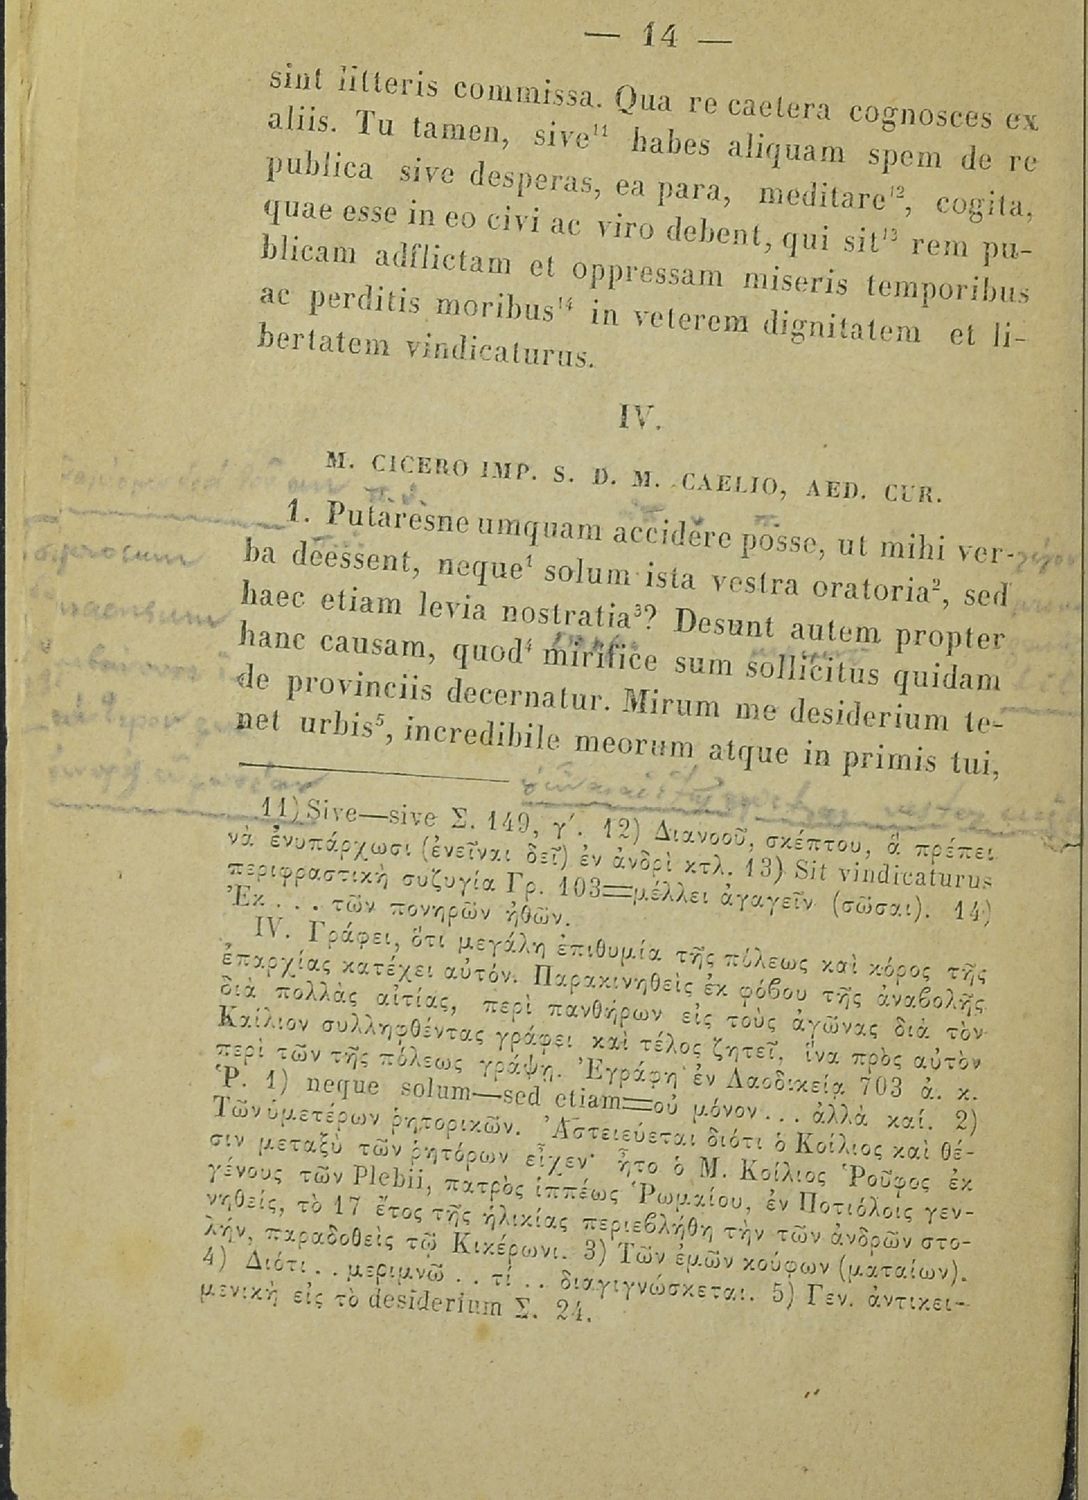 — 14 —
sint litteris commissa. Qua re caetera cognosces ex
aliis. Tu tamen, sive¹¹ habes aliquam spem de re
publica sive desperas, ea para, meditare¹², cogita,
quae esse in eo civi ac viro debent, qui sit¹³ rem pu-
blicam adflictam et oppressam miseris temporibus
ac perditis moribus¹⁴ in veterem dignitatem et li-
bertatem vindicaturus.
IV.
M. CICERO IMP. S. D. M. CAELIO, AED. CUR.
1. Putaresne umquam accidĕre posse, ut mihi ver-
ba deessent, neque¹ solum ista vestra oratoria², sed
haec etiam levia nostratia³? Desunt autem propter
hanc causam, quod⁴ mirifice sum sollicitus quidam
de provinciis decernatur. Mirum me desiderium te-
net urbis⁵, incredibile meorum atque in primis tui,
11) Sive—sive Σ. 149, γ′. 12) Διανοοῦ, σκέπτου, ἃ πρέπει
νὰ ἐνυπάρχωσι (ἐνεῖναι δεῖ) ἐν ἀνδρὶ κτλ. 13) Sit vindicaturus
περιφραστικὴ συζυγία Γρ. 103=μέλλει ἀγαγεῖν (σῶσαι). 14)
Ἐκ . . . τῶν πονηρῶν ἠθῶν.
IV. Γράφει, ὅτι μεγάλη ἐπιθυμία τῆς πόλεως καὶ κόρος τῆς
ἐπαρχίας κατέχει αὐτόν. Παρακινηθεὶς ἐκ φόβου τῆς ἀναβολῆς
διὰ πολλὰς αἰτίας, περὶ πανθήρων εἰς τοὺς ἀγῶνας διὰ τὸν
Καίλιον συλληφθέντας γράφει καὶ τέλος ζητεῖ, ἵνα πρὸς αὐτὸν
περὶ τῶν τῆς πόλεως γράψῃ. Ἐγράφη ἐν Λαοδικείᾳ 703 ἀ. κ.
Ῥ. 1) neque solum—sed etiam=οὐ μόνον . . . ἀλλὰ καί. 2)
Τῶν ὑμετέρων ῥητορικῶν. Ἀστειεύεται διότι ὁ Κοίλιος καὶ θέ-
σιν μεταξὺ τῶν ῥητόρων εἶχεν· ἦτο ὁ Μ. Κοίλιος Ῥοῦφος ἐκ
γένους τῶν Plebii, πατρὸς ἱππέως Ῥωμαίου, ἐν Ποτιόλοις γεν-
νηθείς, τὸ 17 ἔτος τῆς ἡλικίας περιεβλήθη τὴν τῶν ἀνδρῶν στο-
λήν, παραδοθεὶς τῷ Κικέρωνι. 3) Τῶν ἐμῶν κούφων (ματαίων).
4) Διότι . . μεριμνῶ . . τί . . διαγιγνώσκεται. 5) Γεν. ἀντικει-
μενικὴ εἰς τὸ desiderium Σ. 24.